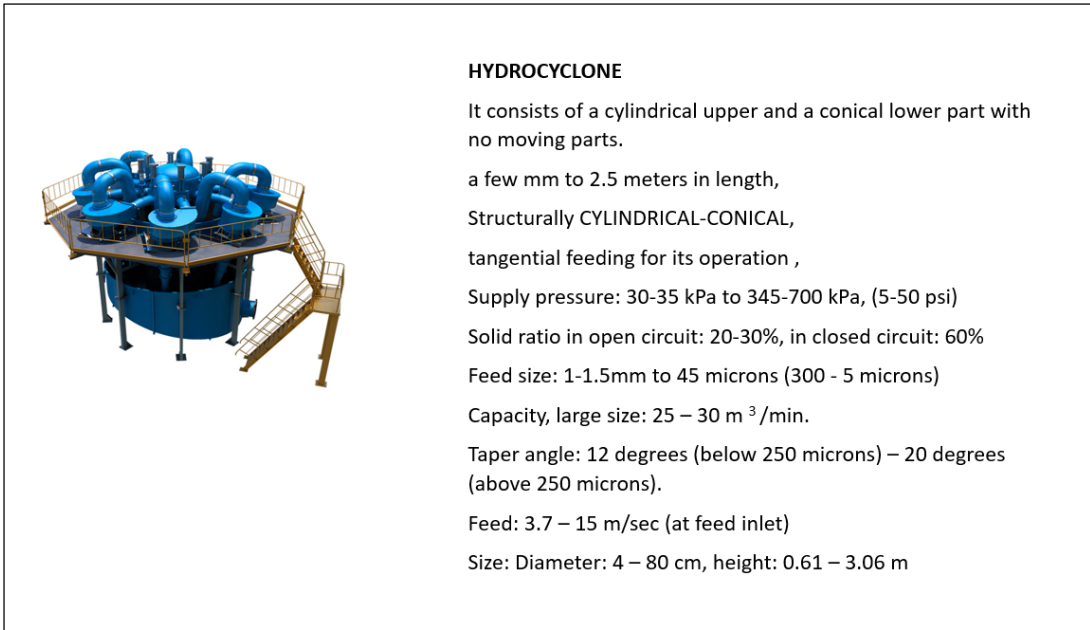 HYDROCYCLONE
It consists of a cylindrical upper and a conical lower part with
no moving parts.
a few mm to 2.5 meters in length,
Structurally CYLINDRICAL-CONICAL,
tangential feeding for its operation ,
Supply pressure: 30-35 kPa to 345-700 kPa, (5-50 psi)
Solid ratio in open circuit: 20-30%, in closed circuit: 60%
Feed size: 1-1.5mm to 45 microns (300 - 5 microns)
Capacity, large size: 25 – 30 m ³ /min.
Taper angle: 12 degrees (below 250 microns) – 20 degrees
(above 250 microns).
Feed: 3.7 – 15 m/sec (at feed inlet)
Size: Diameter: 4 – 80 cm, height: 0.61 – 3.06 m